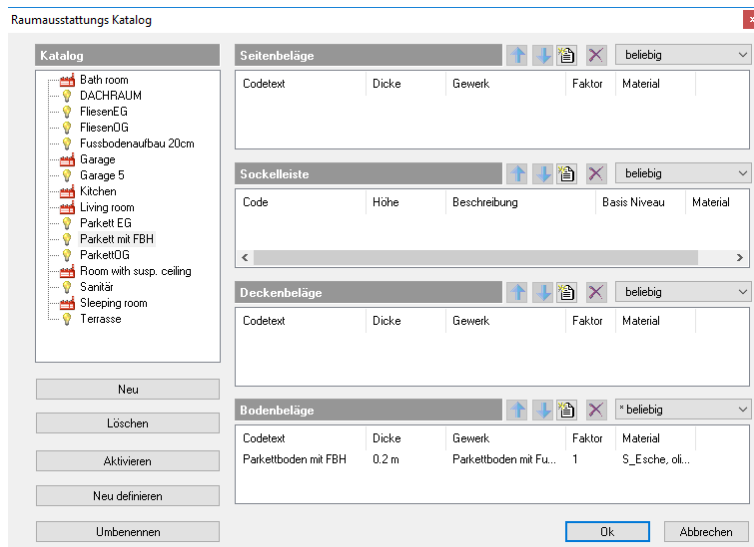 Raumausstattungs Katalog
Katalog
Bath room
DACHRAUM
FliesenEG
FliesenOG
Fussbodenaufbau 20cm
Garage
Garage 5
Kitchen
Living room
Parkett EG
Parkett mit FBH
ParkettOG
Room with susp. ceiling
Sanitär
Sleeping room
Terrasse
Neu
Löschen
Aktivieren
Neu definieren
Umbenennen
Seitenbeläge beliebig
Codetext Dicke Gewerk Faktor Material
Sockelleiste beliebig
Code Höhe Beschreibung Basis Niveau Material
Deckenbeläge beliebig
Codetext Dicke Gewerk Faktor Material
Bodenbeläge * beliebig
Codetext Dicke Gewerk Faktor Material
Parkettboden mit FBH 0.2 m Parkettboden mit Fu... 1 S_Esche, oli...
Ok Abbrechen